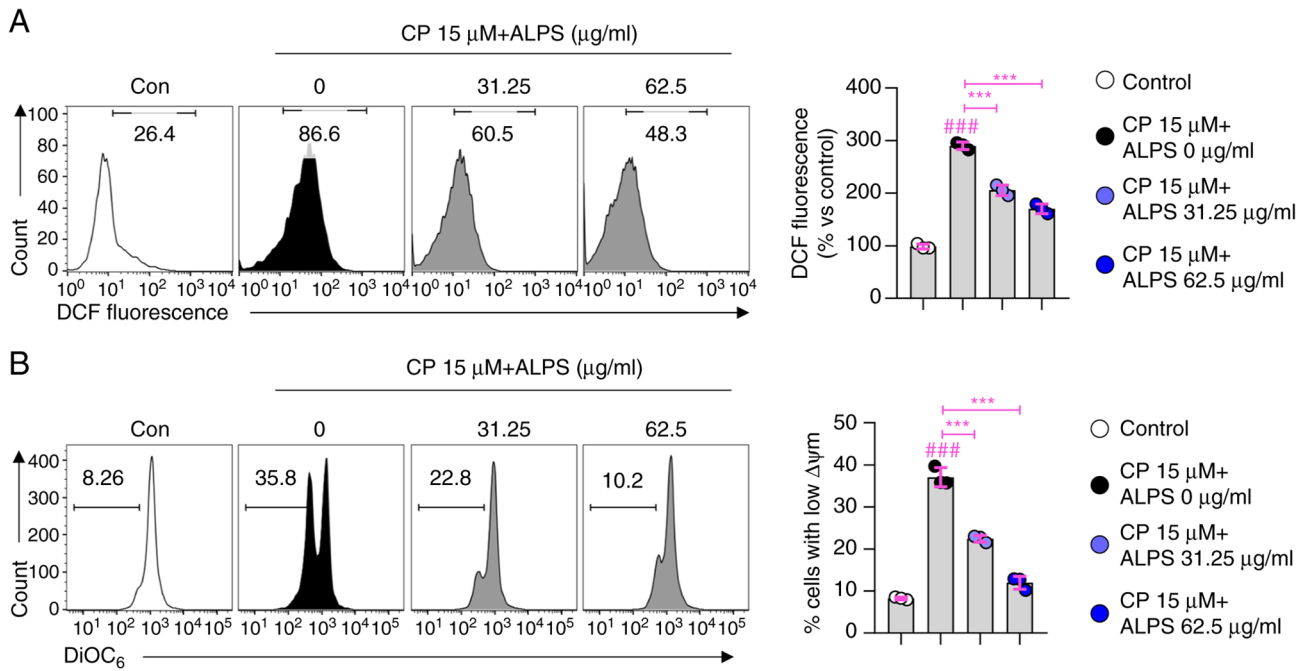 A
CP 15 μM+ALPS (μg/ml)
Con 0 31.25 62.5
26.4 86.6 60.5 48.3
100
80
60
40
20
0
Count
10⁰ 10¹ 10² 10³ 10⁴ 10⁰ 10¹ 10² 10³ 10⁴ 10⁰ 10¹ 10² 10³ 10⁴ 10⁰ 10¹ 10² 10³ 10⁴
DCF fluorescence
400
300
200
100
0
DCF fluorescence
(% vs control)
***
***
###
Control
CP 15 μM+
ALPS 0 μg/ml
CP 15 μM+
ALPS 31.25 μg/ml
CP 15 μM+
ALPS 62.5 μg/ml
B
CP 15 μM+ALPS (μg/ml)
Con 0 31.25 62.5
8.26 35.8 22.8 10.2
400
300
200
100
0
Count
10¹ 10² 10³ 10⁴ 10⁵ 10¹ 10² 10³ 10⁴ 10⁵ 10¹ 10² 10³ 10⁴ 10⁵ 10¹ 10² 10³ 10⁴ 10⁵
DiOC₆
50
40
30
20
10
0
% cells with low Δψm
***
***
###
Control
CP 15 μM+
ALPS 0 μg/ml
CP 15 μM+
ALPS 31.25 μg/ml
CP 15 μM+
ALPS 62.5 μg/ml